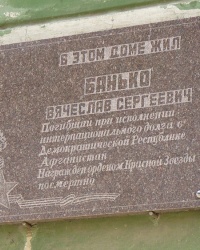 В ЭТОМ ДОМЕ ЖИЛ
БАНЬКО
ВЯЧЕСЛАВ СЕРГЕЕВИЧ
Погибший при исполнении
интернационального долга в
Демократической Республике
Афганистан
Награжден орденом Красной Звезды
посмертно